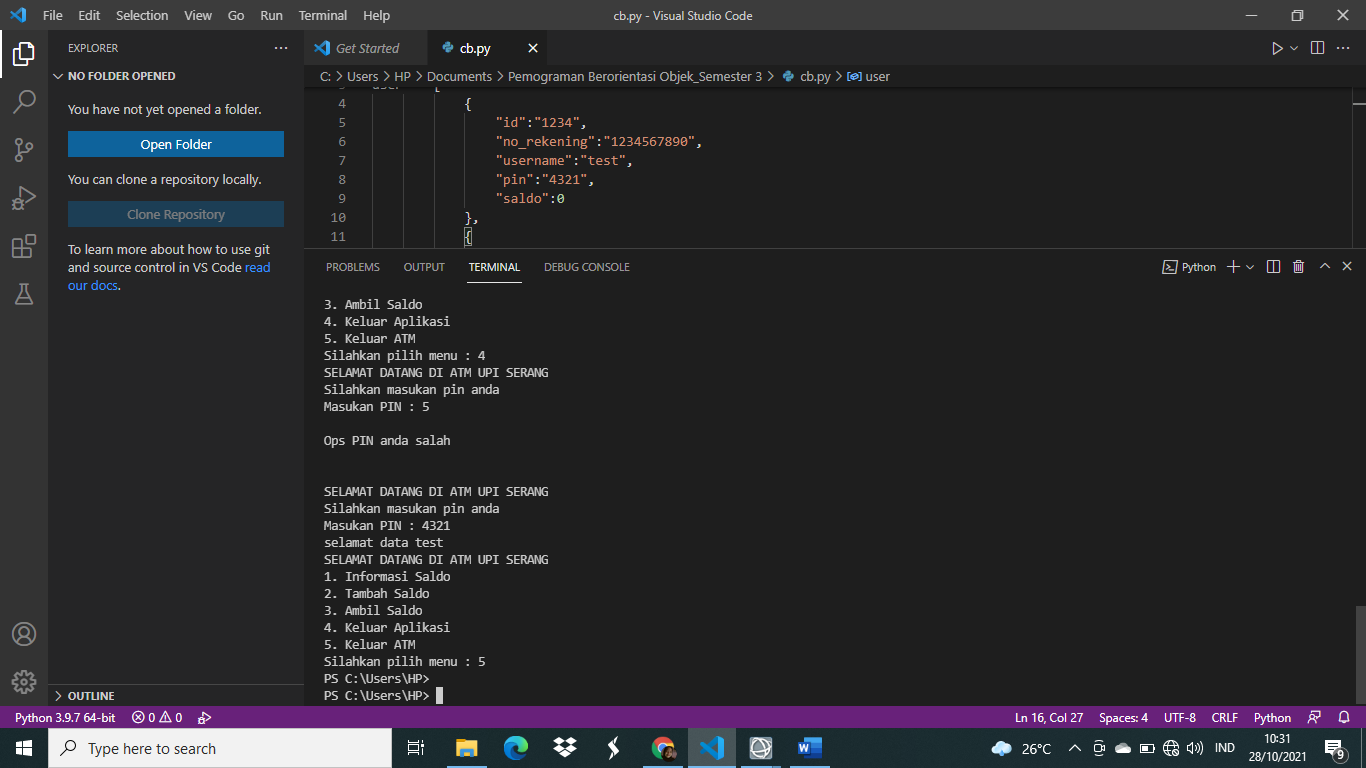 File Edit Selection View Go Run Terminal Help
cb.py - Visual Studio Code
EXPLORER
NO FOLDER OPENED
You have not yet opened a folder.
Open Folder
You can clone a repository locally.
Clone Repository
To learn more about how to use git
and source control in VS Code read
our docs.
OUTLINE
Get Started
cb.py
C: > Users > HP > Documents > Pemograman Berorientasi Objek_Semester 3 > cb.py > user
4 {
5 "id":"1234",
6 "no_rekening":"1234567890",
7 "username":"test",
8 "pin":"4321",
9 "saldo":0
10 },
11 {
PROBLEMS OUTPUT TERMINAL DEBUG CONSOLE
Python
3. Ambil Saldo
4. Keluar Aplikasi
5. Keluar ATM
Silahkan pilih menu : 4
SELAMAT DATANG DI ATM UPI SERANG
Silahkan masukan pin anda
Masukan PIN : 5
Ops PIN anda salah
SELAMAT DATANG DI ATM UPI SERANG
Silahkan masukan pin anda
Masukan PIN : 4321
selamat data test
SELAMAT DATANG DI ATM UPI SERANG
1. Informasi Saldo
2. Tambah Saldo
3. Ambil Saldo
4. Keluar Aplikasi
5. Keluar ATM
Silahkan pilih menu : 5
PS C:\Users\HP>
PS C:\Users\HP>
Python 3.9.7 64-bit 0 0
Ln 16, Col 27 Spaces: 4 UTF-8 CRLF Python
Type here to search
26°C
IND
10:31
28/10/2021
9